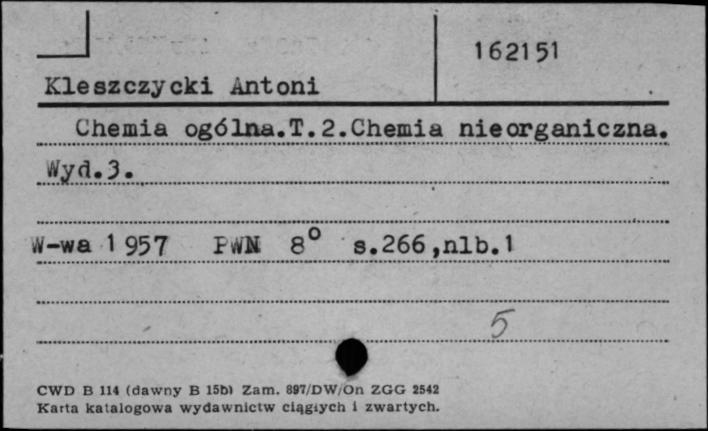 162151
Kleszczycki Antoni
Chemia ogólna.T.2.Chemia nieorganiczna.
Wyd.3.
W-wa 1957 PWN 8° s.266,nlb.1
5
CWD B 114 (dawny B 15b) Zam. 897/DW/On ZGG 2542
Karta katalogowa wydawnictw ciągłych i zwartych.